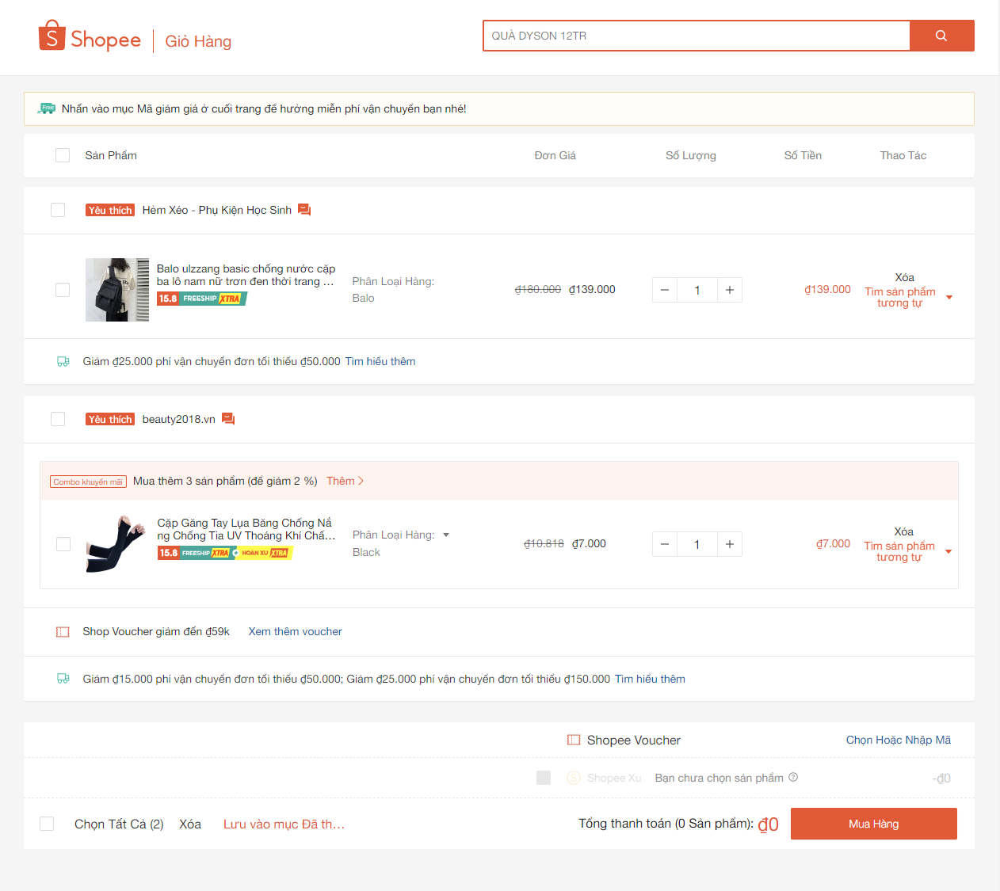 Shopee
Giỏ Hàng
QUÀ DYSON 12TR
Free
Nhấn vào mục Mã giảm giá ở cuối trang để hưởng miễn phí vận chuyển bạn nhé!
Sản Phẩm
Đơn Giá
Số Lượng
Số Tiền
Thao Tác
Yêu thích
Hẻm Xéo - Phụ Kiện Học Sinh
Balo ulzzang basic chống nước cặp
ba lô nam nữ trơn đen thời trang ...
15.8 FREESHIP XTRA
Phân Loại Hàng:
Balo
₫180.000 ₫139.000
1
₫139.000
Xóa
Tìm sản phẩm
tương tự
Giảm ₫25.000 phí vận chuyển đơn tối thiểu ₫50.000 Tìm hiểu thêm
Yêu thích
beauty2018.vn
Combo khuyến mãi
Mua thêm 3 sản phẩm (để giảm 2 %)
Thêm
Cặp Găng Tay Lụa Băng Chống Nắ
ng Chống Tia UV Thoáng Khí Chấ...
15.8 FREESHIP XTRA + HOÀN XU XTRA
Phân Loại Hàng:
Black
₫10.818 ₫7.000
1
₫7.000
Xóa
Tìm sản phẩm
tương tự
Shop Voucher giảm đến ₫59k
Xem thêm voucher
Giảm ₫15.000 phí vận chuyển đơn tối thiểu ₫50.000; Giảm ₫25.000 phí vận chuyển đơn tối thiểu ₫150.000 Tìm hiểu thêm
Shopee Voucher
Chọn Hoặc Nhập Mã
Shopee Xu
Bạn chưa chọn sản phẩm
-₫0
Chọn Tất Cả (2)
Xóa
Lưu vào mục Đã th...
Tổng thanh toán (0 Sản phẩm): ₫0
Mua Hàng